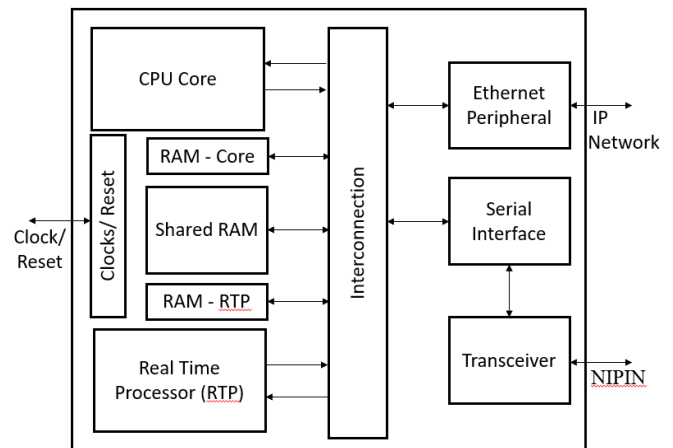 CPU Core
RAM - Core
Clocks/ Reset
Shared RAM
RAM - RTP
Real Time
Processor (RTP)
Clock/
Reset
Interconnection
Ethernet
Peripheral
IP
Network
Serial
Interface
Transceiver
NIPIN